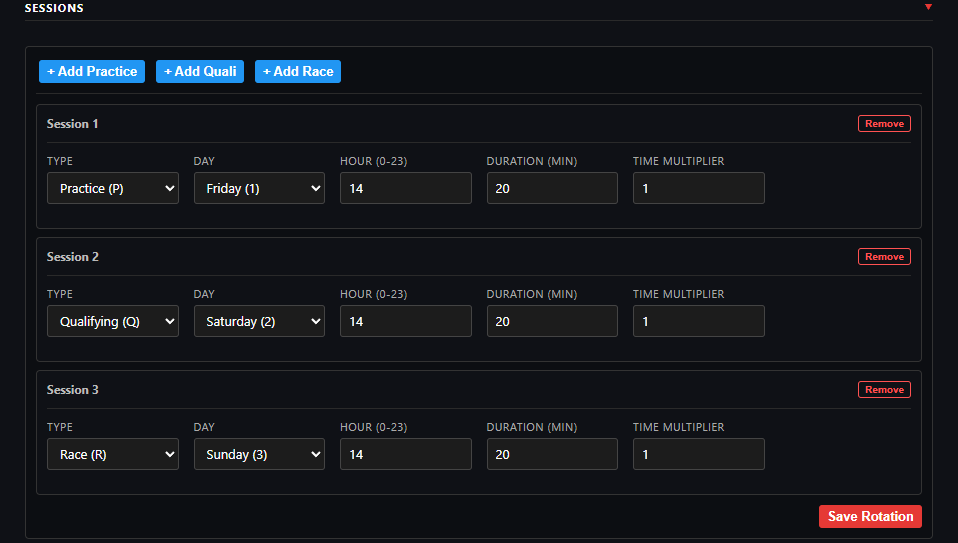 SESSIONS
+ Add Practice + Add Quali + Add Race
Session 1 Remove
TYPE DAY HOUR (0-23) DURATION (MIN) TIME MULTIPLIER
Practice (P) Friday (1) 14 20 1
Session 2 Remove
TYPE DAY HOUR (0-23) DURATION (MIN) TIME MULTIPLIER
Qualifying (Q) Saturday (2) 14 20 1
Session 3 Remove
TYPE DAY HOUR (0-23) DURATION (MIN) TIME MULTIPLIER
Race (R) Sunday (3) 14 20 1
Save Rotation